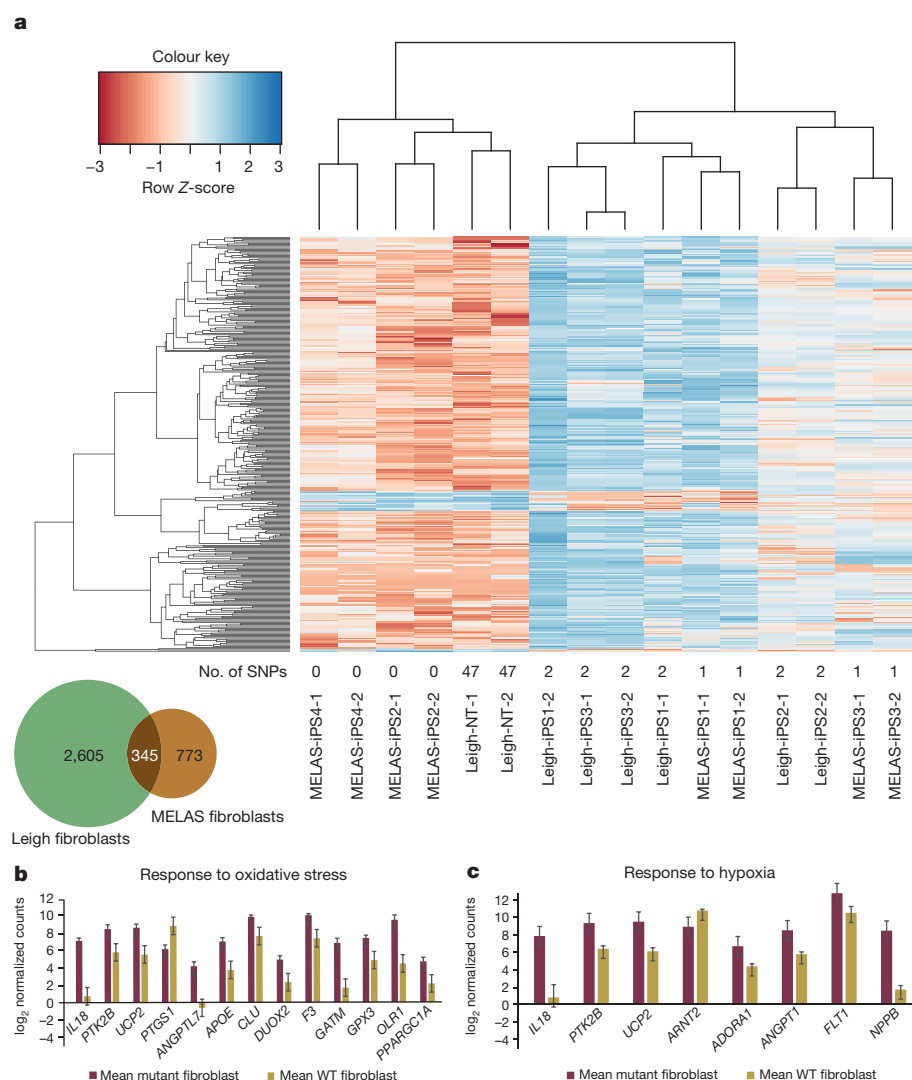 a
Colour key
−3 −1 1 2 3
Row Z-score
No. of SNPs 0 0 0 0 47 47 2 2 2 2 1 1 2 2 1 1
MELAS-iPS4-1
MELAS-iPS4-2
MELAS-iPS2-1
MELAS-iPS2-2
Leigh-NT-1
Leigh-NT-2
Leigh-iPS1-2
Leigh-iPS3-1
Leigh-iPS3-2
Leigh-iPS1-1
MELAS-iPS1-1
MELAS-iPS1-2
Leigh-iPS2-1
Leigh-iPS2-2
MELAS-iPS3-1
MELAS-iPS3-2
2,605 345 773
MELAS fibroblasts
Leigh fibroblasts
b
Response to oxidative stress
log2 normalized counts
12
10
8
6
4
2
0
−2
−4
IL18
PTK2B
UCP2
PTGS1
ANGPTL7
APOE
CLU
DUOX2
F3
GATM
GPX3
OLR1
PPARGC1A
Mean mutant fibroblast Mean WT fibroblast
c
Response to hypoxia
log2 normalized counts
12
10
8
6
4
2
0
−2
−4
IL18
PTK2B
UCP2
ARNT2
ADORA1
ANGPT1
FLT1
NPPB
Mean mutant fibroblast Mean WT fibroblast